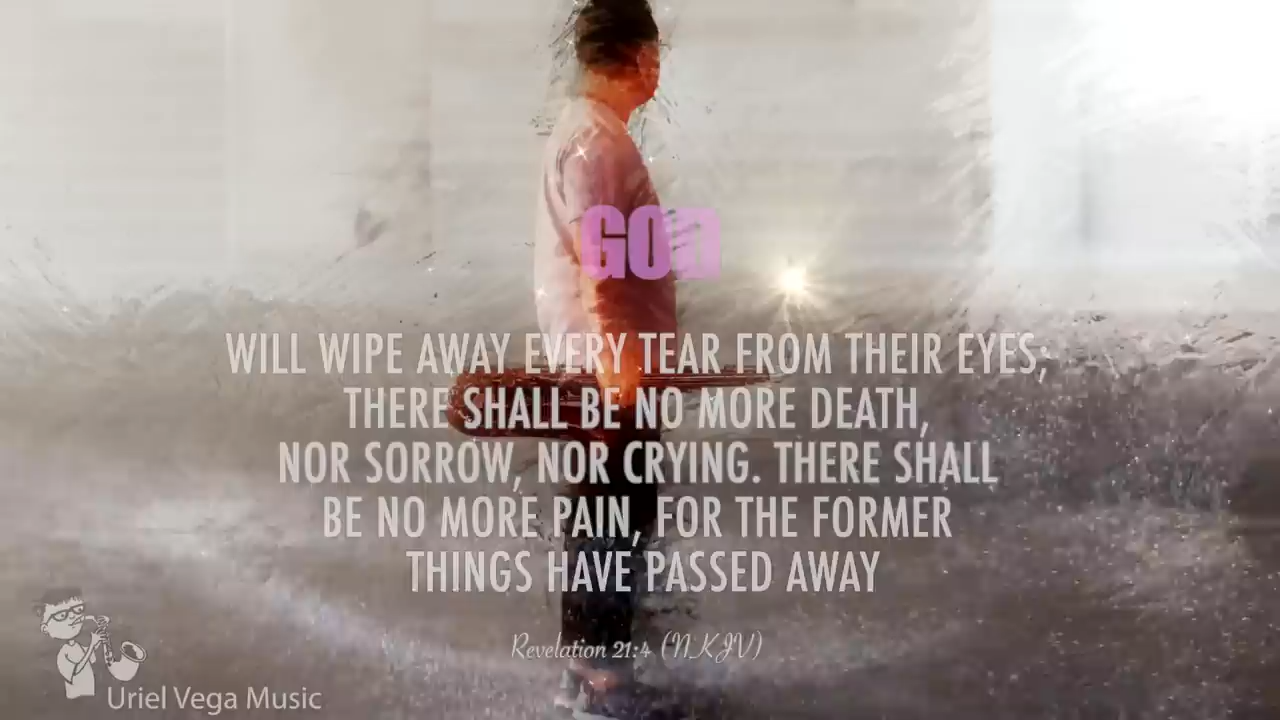 GOD
WILL WIPE AWAY EVERY TEAR FROM THEIR EYES;
THERE SHALL BE NO MORE DEATH,
NOR SORROW, NOR CRYING. THERE SHALL
BE NO MORE PAIN, FOR THE FORMER
THINGS HAVE PASSED AWAY
Revelation 21:4 (NKJV)
Uriel Vega Music